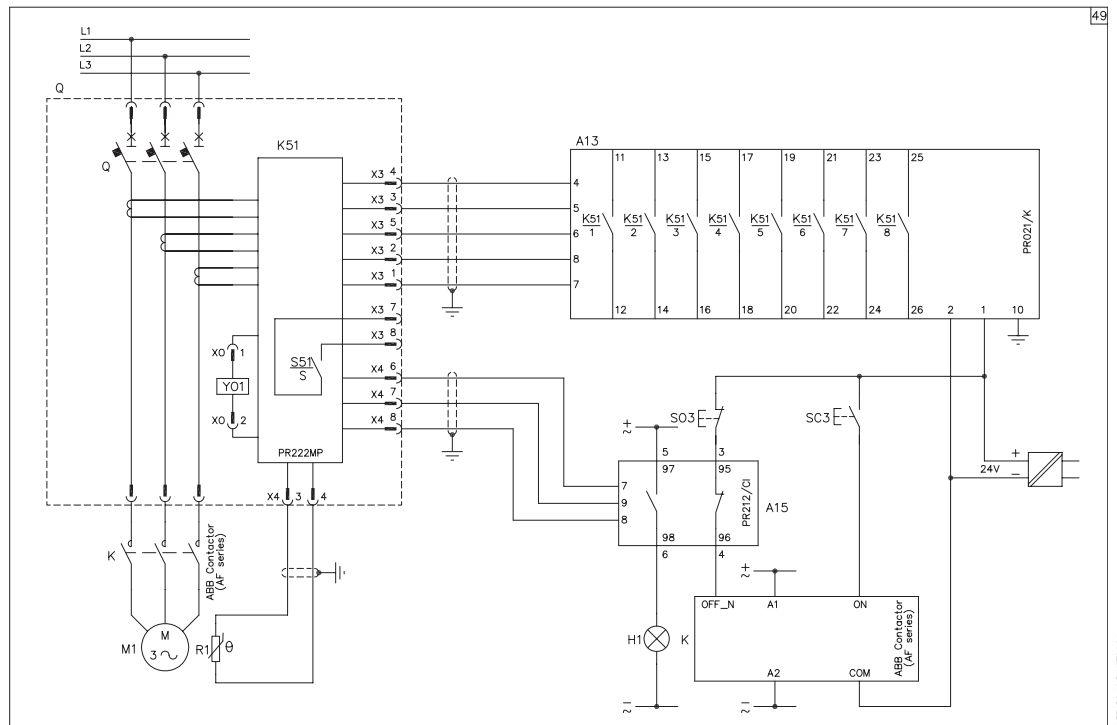 49
L1
L2
L3
Q
Q
K51
A13
11 13 15 17 19 21 23 25
X3 4
X3 3
X3 5
X3 2
X3 1
X3 7
X3 8
X4 6
X4 7
X4 8
4
5
6
8
7
K51 1
K51 2
K51 3
K51 4
K51 5
K51 6
K51 7
K51 8
PR021/K
12 14 16 18 20 22 24 26 2 1 10
S51 S
X0 1
Y01
X0 2
PR222MP
X4 3 4
SO3
SC3
5 3
97 95
7
9
8
PR212/CI
A15
98 96
6 4
24V
+
−
K
ABB Contactor
(AF series)
M1
M
3
R1
θ
+
+
OFF_N A1 ON
H1
K
ABB Contactor
(AF series)
A2 COM
−
−